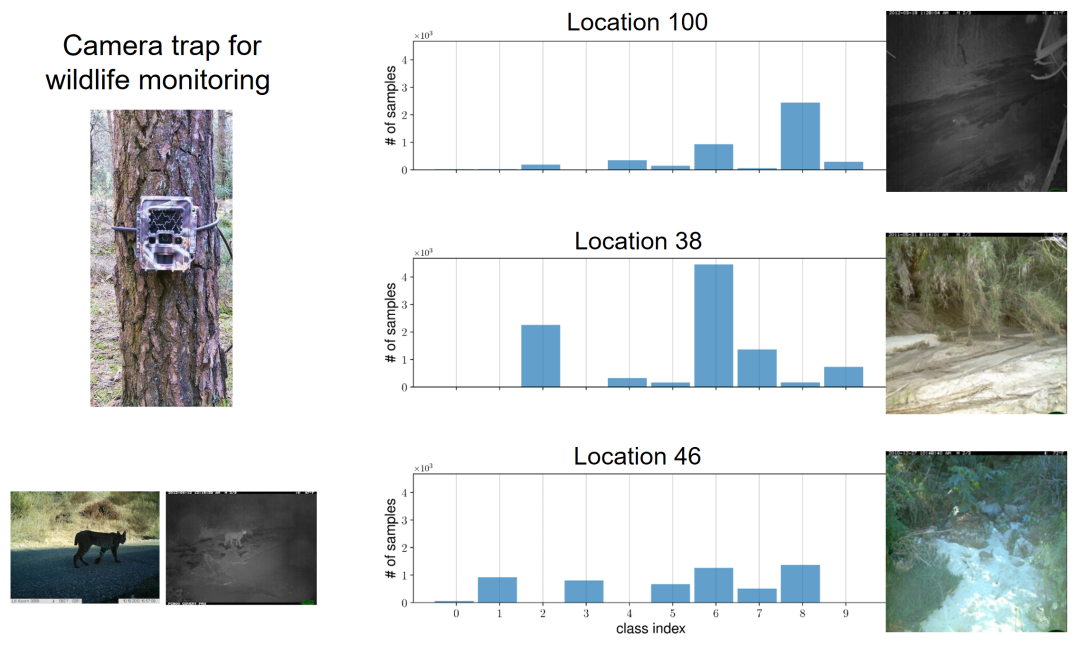 Camera trap for
wildlife monitoring
Location 100
×10³
# of samples
4
3
2
1
0
Location 38
×10³
# of samples
4
3
2
1
0
Location 46
×10³
# of samples
4
3
2
1
0
0 1 2 3 4 5 6 7 8 9
class index